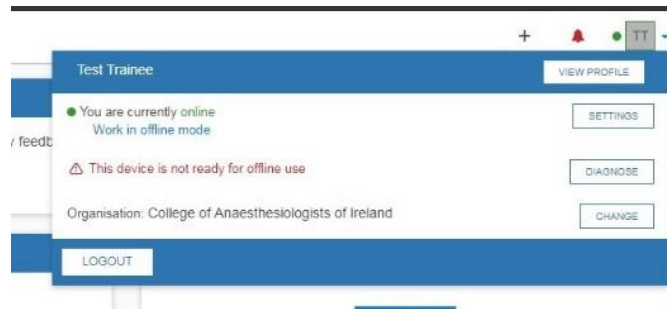 + TT
Test Trainee VIEW PROFILE
You are currently online SETTINGS
Work in offline mode
feedb
This device is not ready for offline use DIAGNOSE
Organisation: College of Anaesthesiologists of Ireland CHANGE
LOGOUT